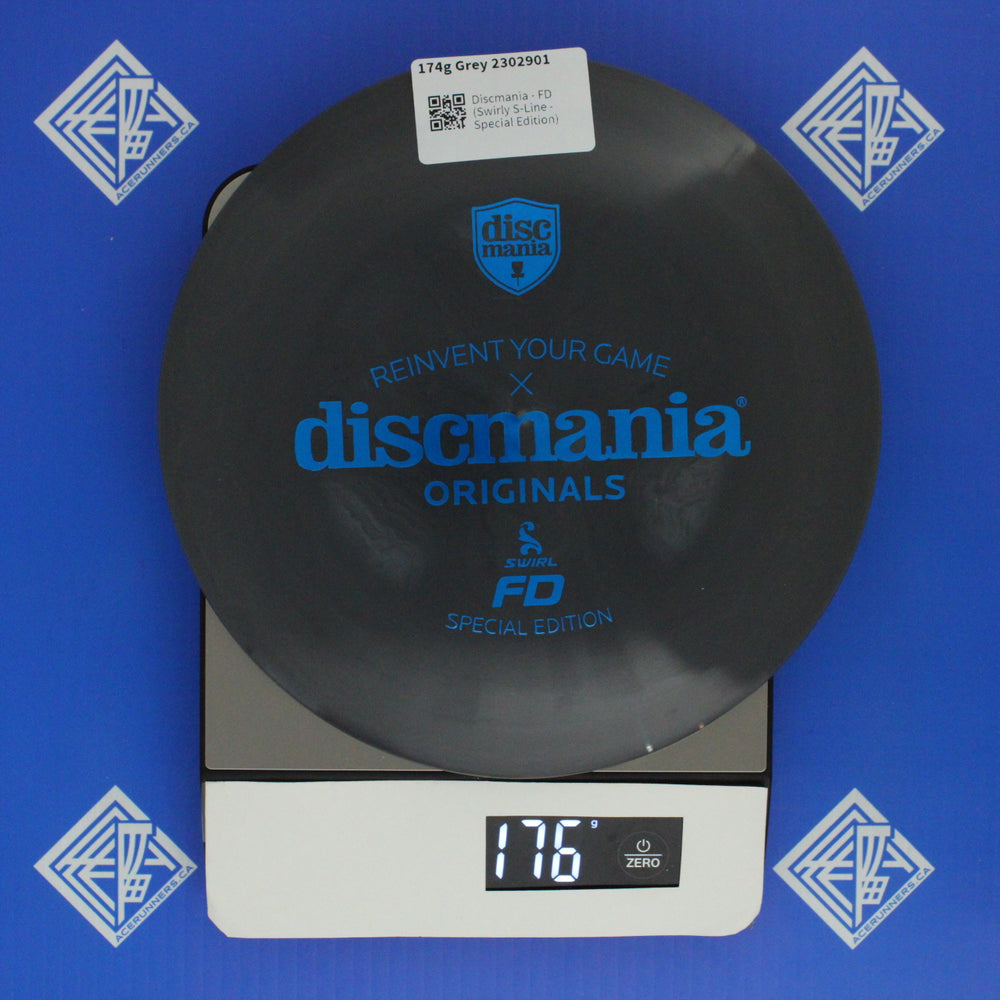 174g Grey 2302901
Discmania - FD
(Swirly S-Line -
Special Edition)
disc
mania
REINVENT YOUR GAME
X
discmania®
ORIGINALS
SWIRL
FD
SPECIAL EDITION
176 g
ZERO
ACERUNNERS.CA
ACERUNNERS.CA
ACERUNNERS.CA
ACERUNNERS.CA